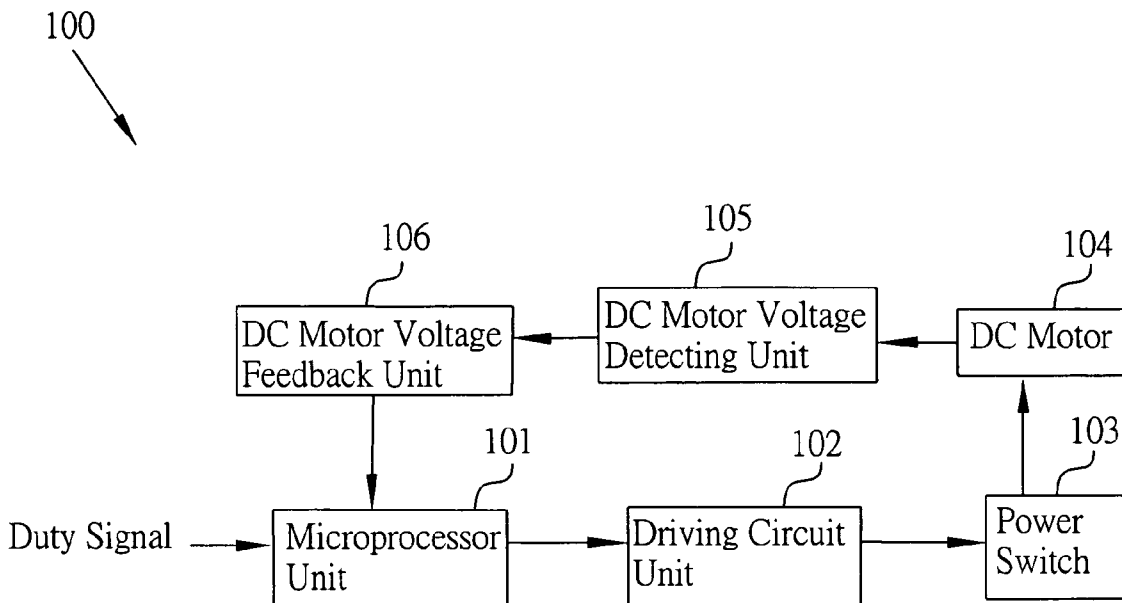 100
106
105
104
DC Motor Voltage
Feedback Unit
DC Motor Voltage
Detecting Unit
DC Motor
101
102
103
Duty Signal
Microprocessor
Unit
Driving Circuit
Unit
Power
Switch